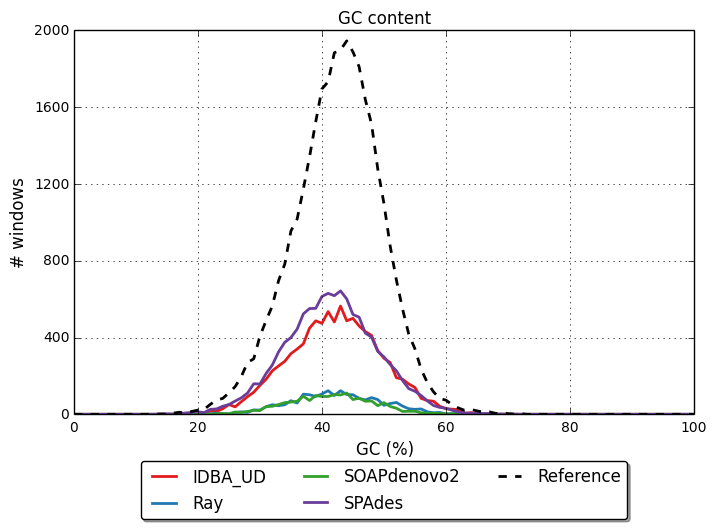 GC content
2000
1600
1200
800
400
0
# windows
0 20 40 60 80 100
GC (%)
IDBA_UD SOAPdenovo2 Reference
Ray SPAdes